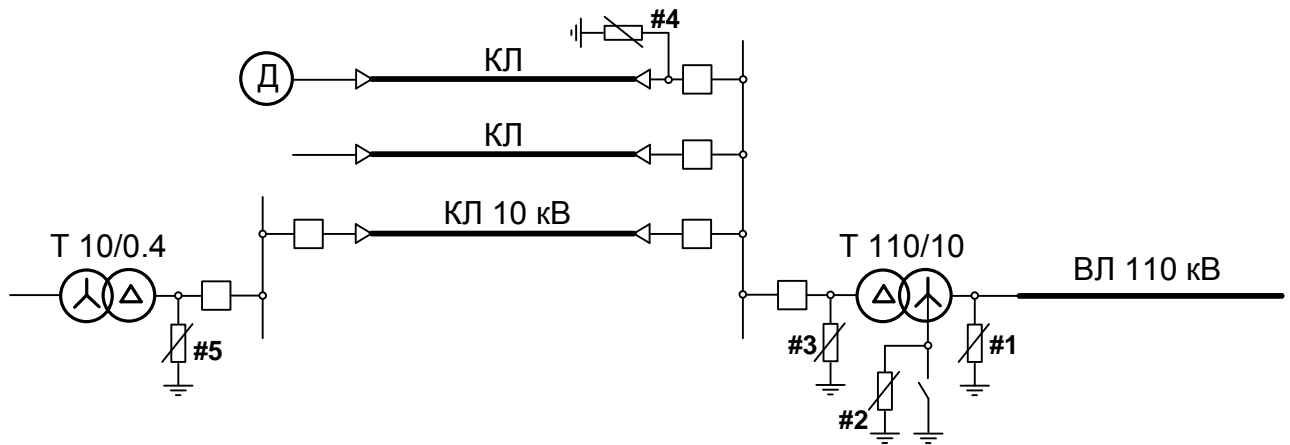 #4
КЛ
Д
КЛ
КЛ 10 кВ
Т 10/0.4
Т 110/10
ВЛ 110 кВ
#5
#3
#1
#2